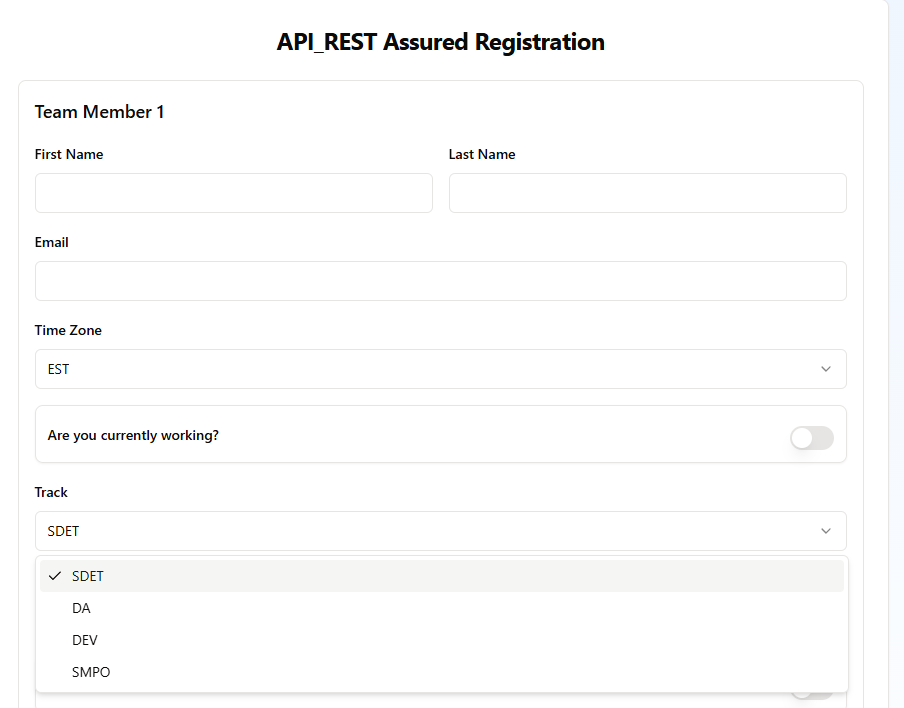 API_REST Assured Registration
Team Member 1
First Name
Last Name
Email
Time Zone
EST
Are you currently working?
Track
SDET
SDET
DA
DEV
SMPO